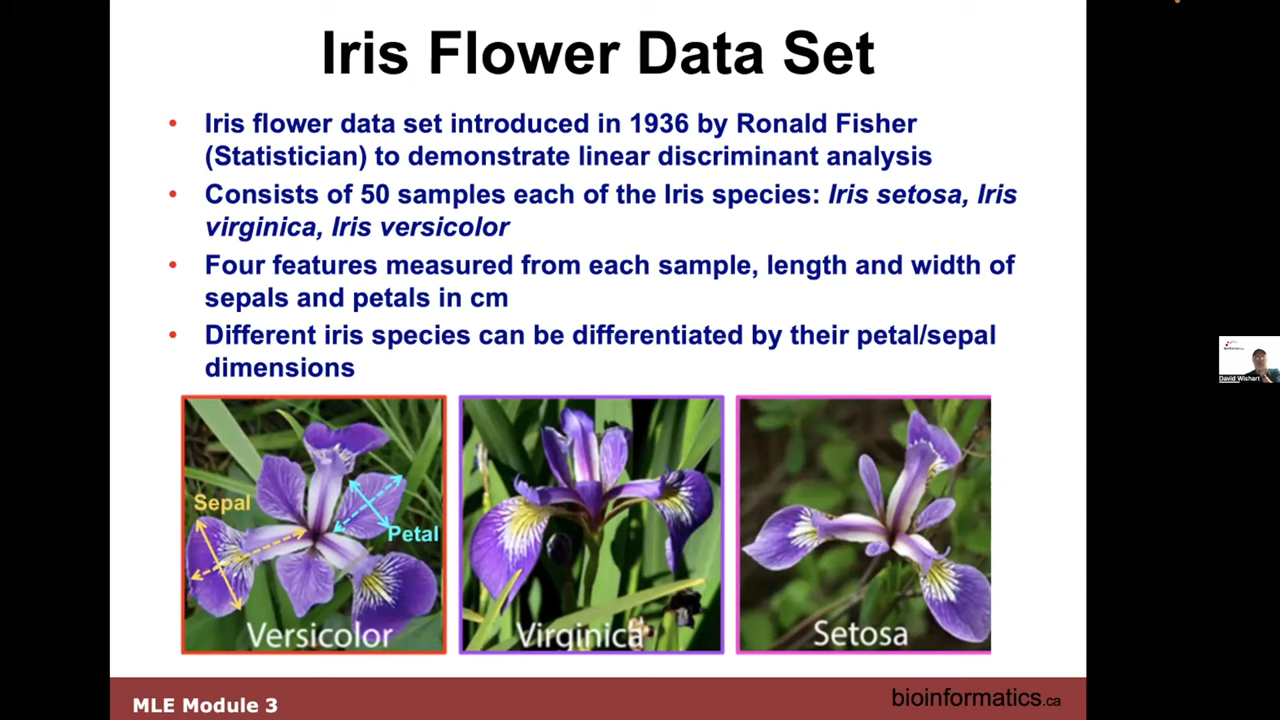 Iris Flower Data Set
• Iris flower data set introduced in 1936 by Ronald Fisher
(Statistician) to demonstrate linear discriminant analysis
• Consists of 50 samples each of the Iris species: Iris setosa, Iris
virginica, Iris versicolor
• Four features measured from each sample, length and width of
sepals and petals in cm
• Different iris species can be differentiated by their petal/sepal
dimensions
Sepal
Petal
Versicolor
Virginica
Setosa
David Wishart
MLE Module 3
bioinformatics.ca